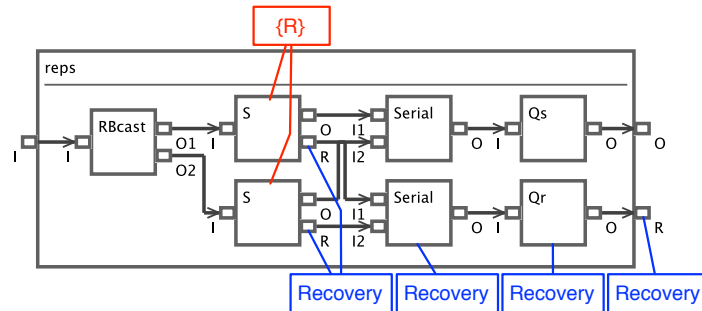 {R}
reps
RBcast
S
Serial
Qs
I
I
O1
O2
I
O
R
I1
I2
O
I
O
O
S
Serial
Qr
I
O
R
I1
I2
O
I
O
R
Recovery
Recovery
Recovery
Recovery